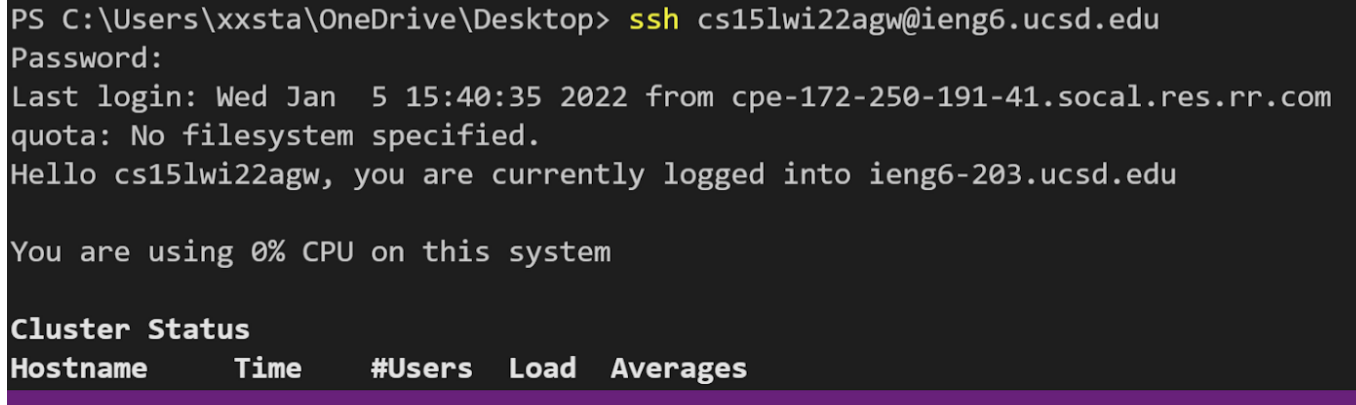 PS C:\Users\xxsta\OneDrive\Desktop> ssh cs15lwi22agw@ieng6.ucsd.edu
Password:
Last login: Wed Jan  5 15:40:35 2022 from cpe-172-250-191-41.socal.res.rr.com
quota: No filesystem specified.
Hello cs15lwi22agw, you are currently logged into ieng6-203.ucsd.edu
You are using 0% CPU on this system
Cluster Status
Hostname     Time    #Users  Load  Averages